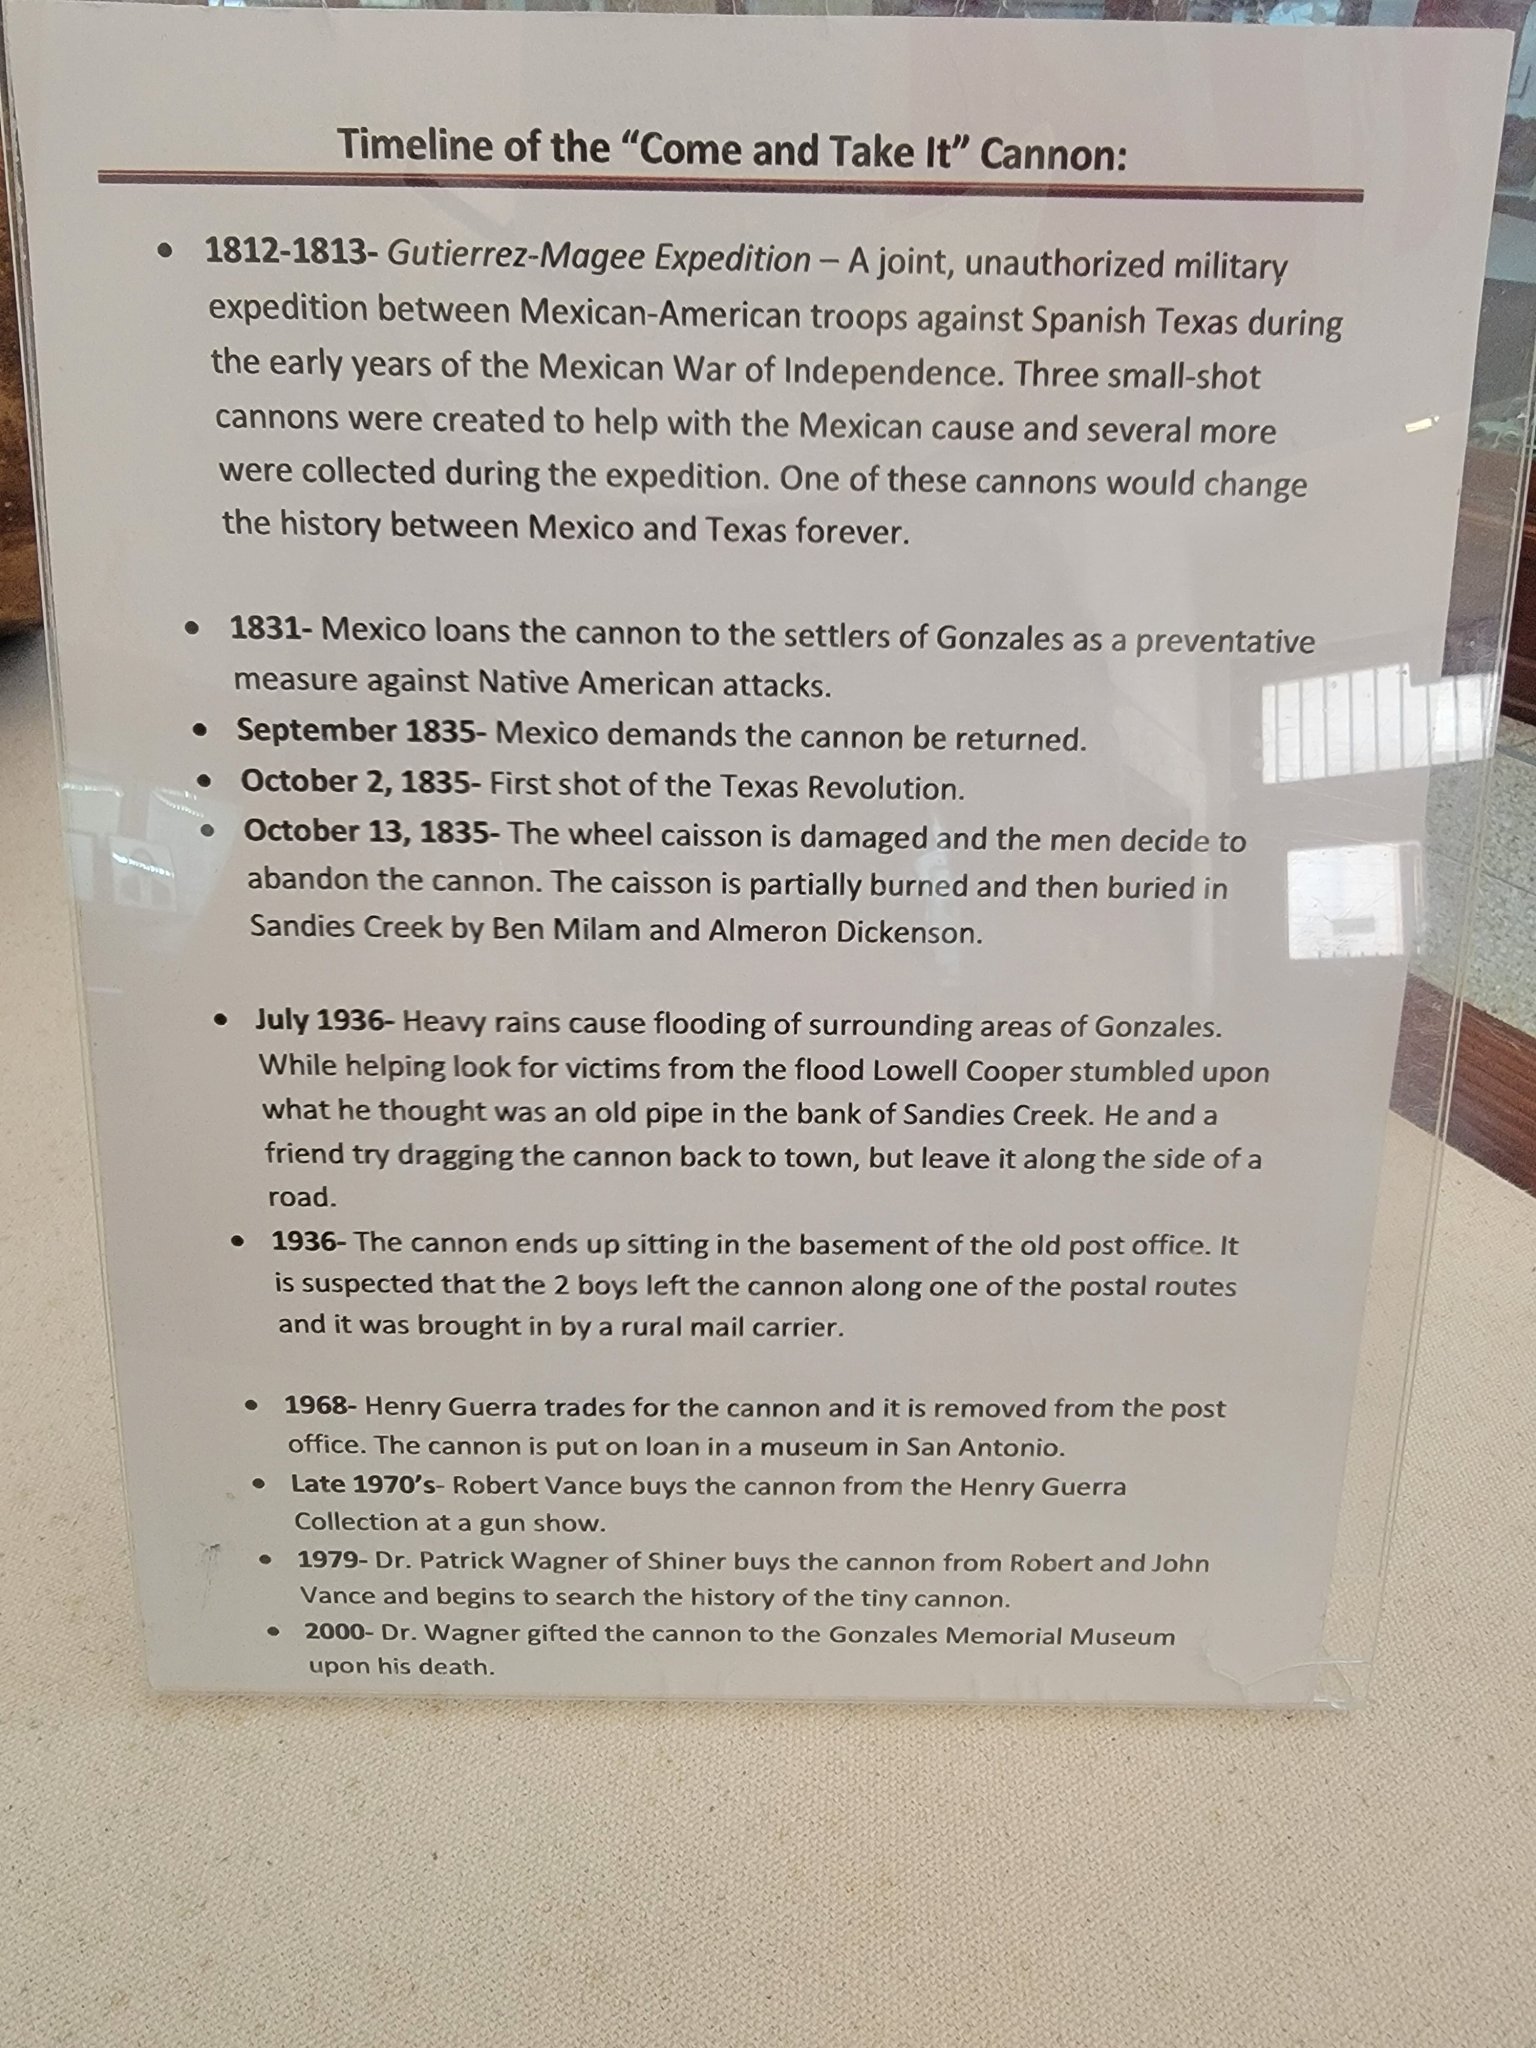 Timeline of the “Come and Take It” Cannon:
• 1812-1813- Gutierrez-Magee Expedition – A joint, unauthorized military
expedition between Mexican-American troops against Spanish Texas during
the early years of the Mexican War of Independence. Three small-shot
cannons were created to help with the Mexican cause and several more
were collected during the expedition. One of these cannons would change
the history between Mexico and Texas forever.
• 1831- Mexico loans the cannon to the settlers of Gonzales as a preventative
measure against Native American attacks.
• September 1835- Mexico demands the cannon be returned.
• October 2, 1835- First shot of the Texas Revolution.
• October 13, 1835- The wheel caisson is damaged and the men decide to
abandon the cannon. The caisson is partially burned and then buried in
Sandies Creek by Ben Milam and Almeron Dickenson.
• July 1936- Heavy rains cause flooding of surrounding areas of Gonzales.
While helping look for victims from the flood Lowell Cooper stumbled upon
what he thought was an old pipe in the bank of Sandies Creek. He and a
friend try dragging the cannon back to town, but leave it along the side of a
road.
• 1936- The cannon ends up sitting in the basement of the old post office. It
is suspected that the 2 boys left the cannon along one of the postal routes
and it was brought in by a rural mail carrier.
• 1968- Henry Guerra trades for the cannon and it is removed from the post
office. The cannon is put on loan in a museum in San Antonio.
• Late 1970’s- Robert Vance buys the cannon from the Henry Guerra
Collection at a gun show.
• 1979- Dr. Patrick Wagner of Shiner buys the cannon from Robert and John
Vance and begins to search the history of the tiny cannon.
• 2000- Dr. Wagner gifted the cannon to the Gonzales Memorial Museum
upon his death.